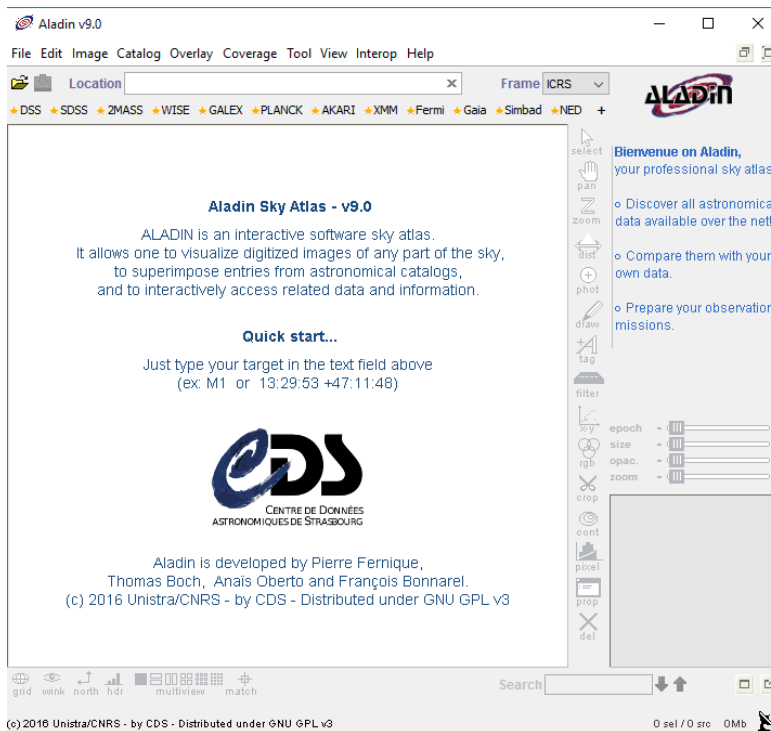 Aladin v9.0
File Edit Image Catalog Overlay Coverage Tool View Interop Help
Location
Frame ICRS
ALADIN
DSS SDSS 2MASS WISE GALEX PLANCK AKARI XMM Fermi Gaia Simbad NED +
select
pan
zoom
dist
phot
draw
tag
filter
x-y
rgb
crop
cont
pixel
prop
del
Bienvenue on Aladin,
your professional sky atlas
Discover all astronomica
data available over the net!
Compare them with your
own data.
Prepare your observation
missions.
Aladin Sky Atlas - v9.0
ALADIN is an interactive software sky atlas.
It allows one to visualize digitized images of any part of the sky,
to superimpose entries from astronomical catalogs,
and to interactively access related data and information.
Quick start...
Just type your target in the text field above
(ex: M1 or 13:29:53 +47:11:48)
CDS
CENTRE DE DONNÉES
ASTRONOMIQUES DE STRASBOURG
Aladin is developed by Pierre Fernique,
Thomas Boch, Anaïs Oberto and François Bonnarel.
(c) 2016 Unistra/CNRS - by CDS - Distributed under GNU GPL v3
epoch
size
opac.
zoom
grid wink north hdr multiview match
Search
(c) 2016 Unistra/CNRS - by CDS - Distributed under GNU GPL v3
0 sel / 0 src 0Mb